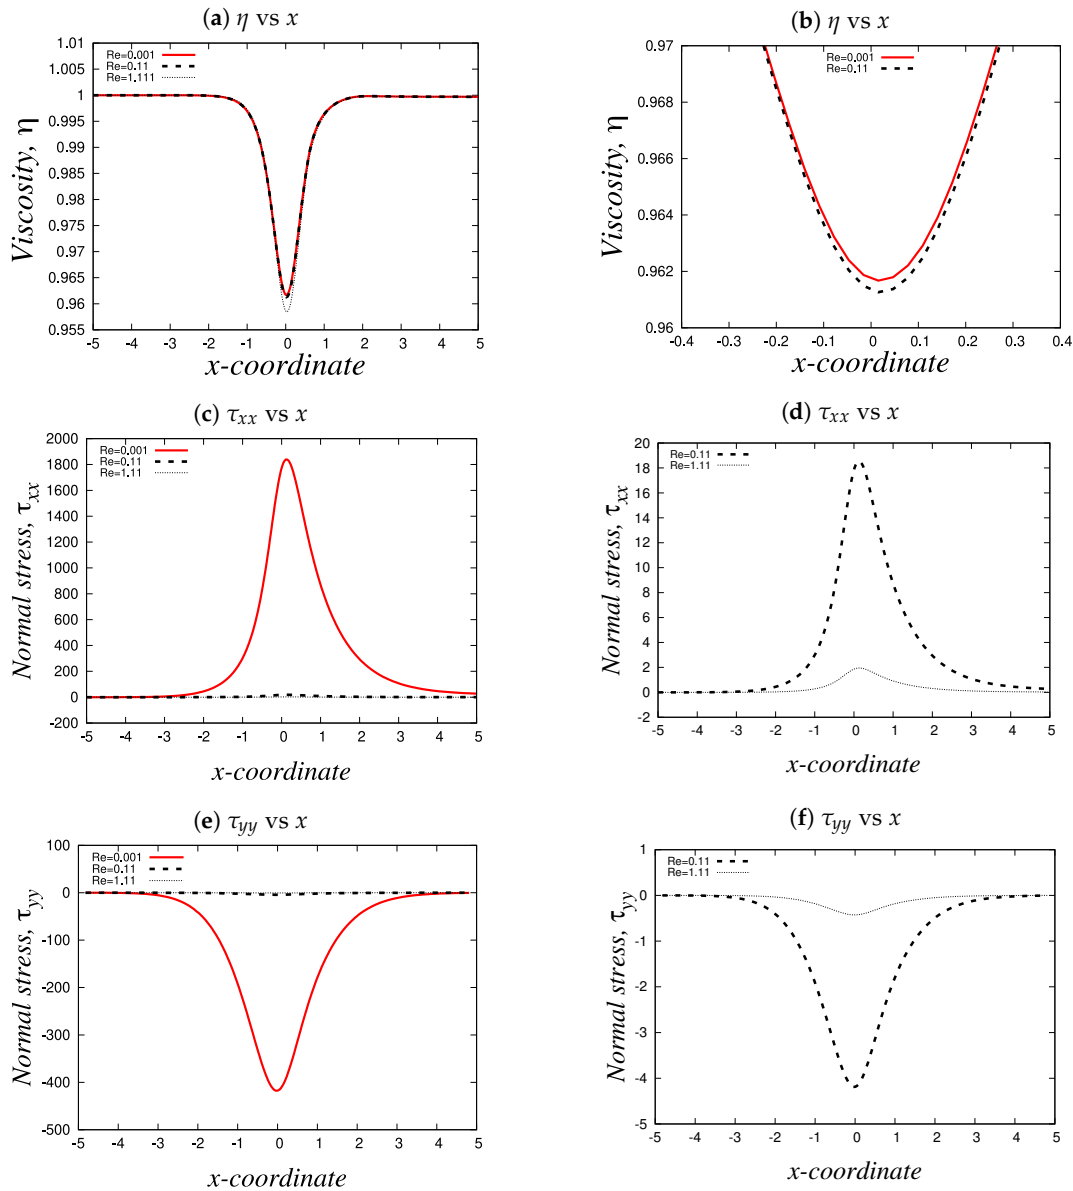 (a) η vs x
Re=0.001
Re=0.11
Re=1.111
1.01
1.005
1
0.995
0.99
0.985
0.98
0.975
0.97
0.965
0.96
0.955
-5 -4 -3 -2 -1 0 1 2 3 4 5
Viscosity, η
x-coordinate
(b) η vs x
Re=0.001
Re=0.11
0.97
0.968
0.966
0.964
0.962
0.96
-0.4 -0.3 -0.2 -0.1 0 0.1 0.2 0.3 0.4
Viscosity, η
x-coordinate
(c) τxx vs x
Re=0.001
Re=0.11
Re=1.11
2000
1800
1600
1400
1200
1000
800
600
400
200
0
-200
-5 -4 -3 -2 -1 0 1 2 3 4 5
Normal stress, τxx
x-coordinate
(d) τxx vs x
Re=0.11
Re=1.11
20
18
16
14
12
10
8
6
4
2
0
-2
-5 -4 -3 -2 -1 0 1 2 3 4 5
Normal stress, τxx
x-coordinate
(e) τyy vs x
Re=0.001
Re=0.11
Re=1.11
100
0
-100
-200
-300
-400
-500
-5 -4 -3 -2 -1 0 1 2 3 4 5
Normal stress, τyy
x-coordinate
(f) τyy vs x
Re=0.11
Re=1.11
1
0
-1
-2
-3
-4
-5
-5 -4 -3 -2 -1 0 1 2 3 4 5
Normal stress, τyy
x-coordinate